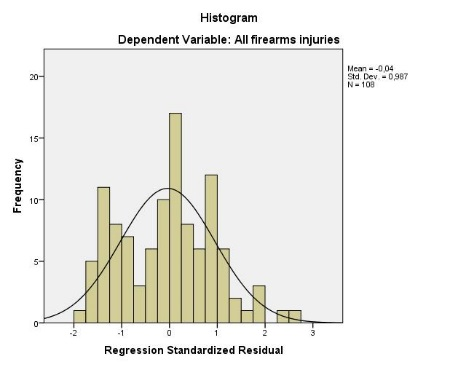 Histogram
Dependent Variable: All firearms injuries
Mean = -0,04
Std. Dev. = 0,987
N = 108
Frequency
20
15
10
5
0
-2 -1 0 1 2 3
Regression Standardized Residual